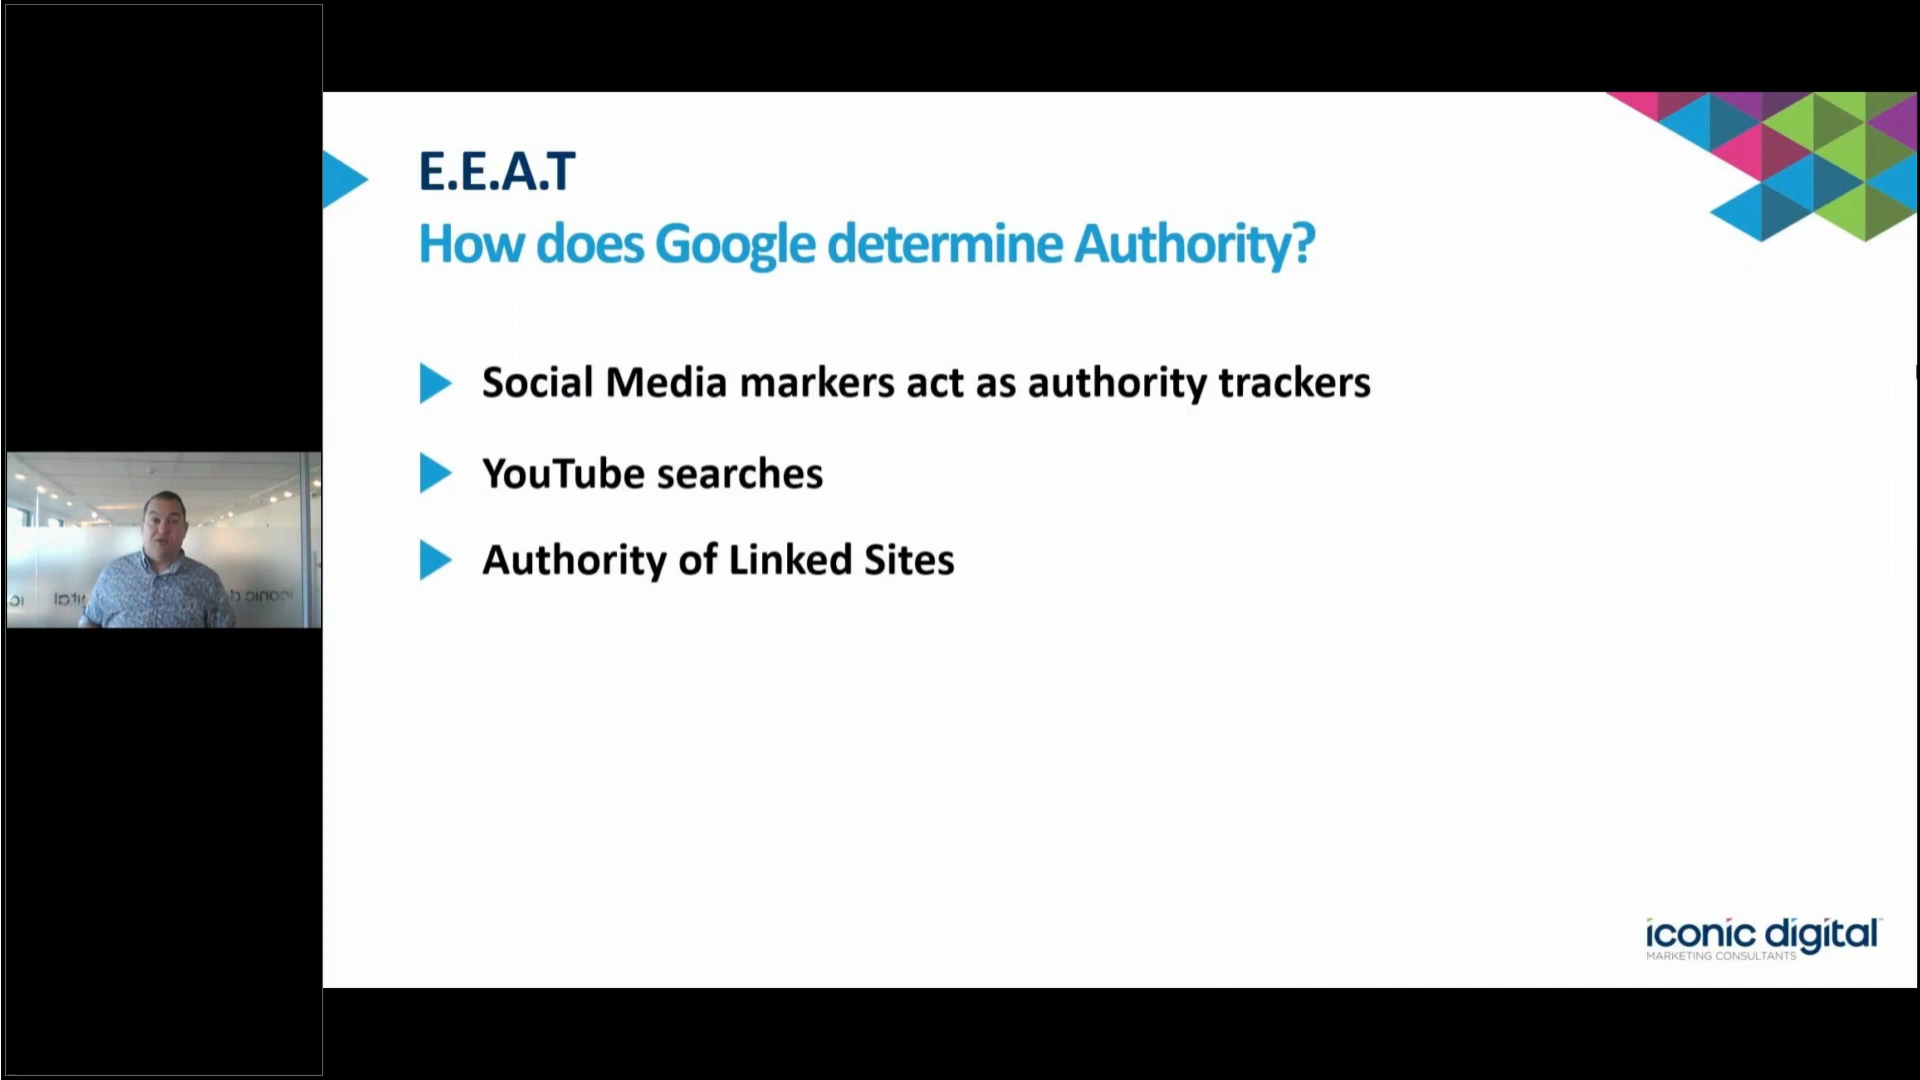 E.E.A.T
How does Google determine Authority?
Social Media markers act as authority trackers
YouTube searches
Authority of Linked Sites
iconic digital
MARKETING CONSULTANTS